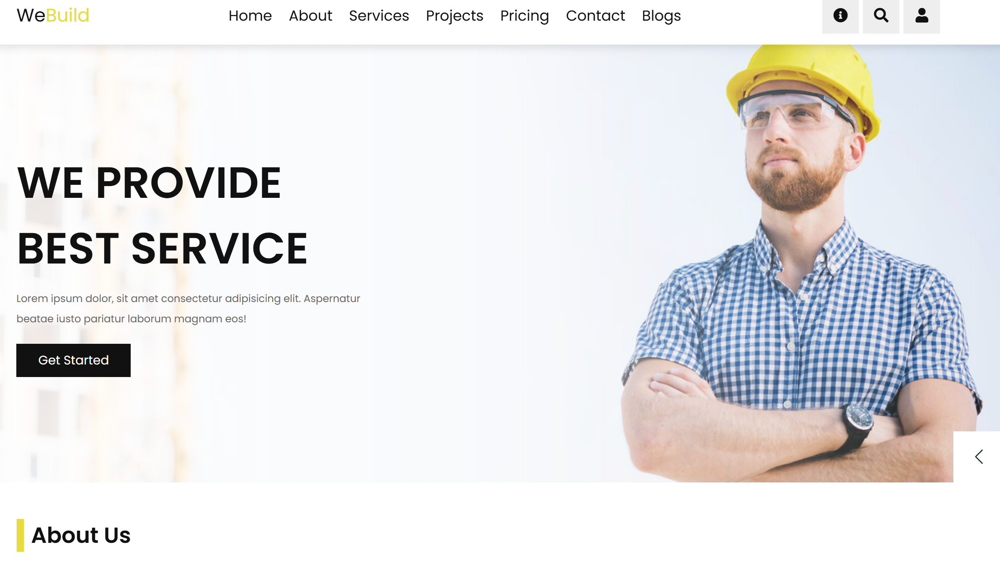 WeBuild
Home About Services Projects Pricing Contact Blogs
WE PROVIDE
BEST SERVICE
Lorem ipsum dolor, sit amet consectetur adipisicing elit. Aspernatur
beatae iusto pariatur laborum magnam eos!
Get Started
About Us